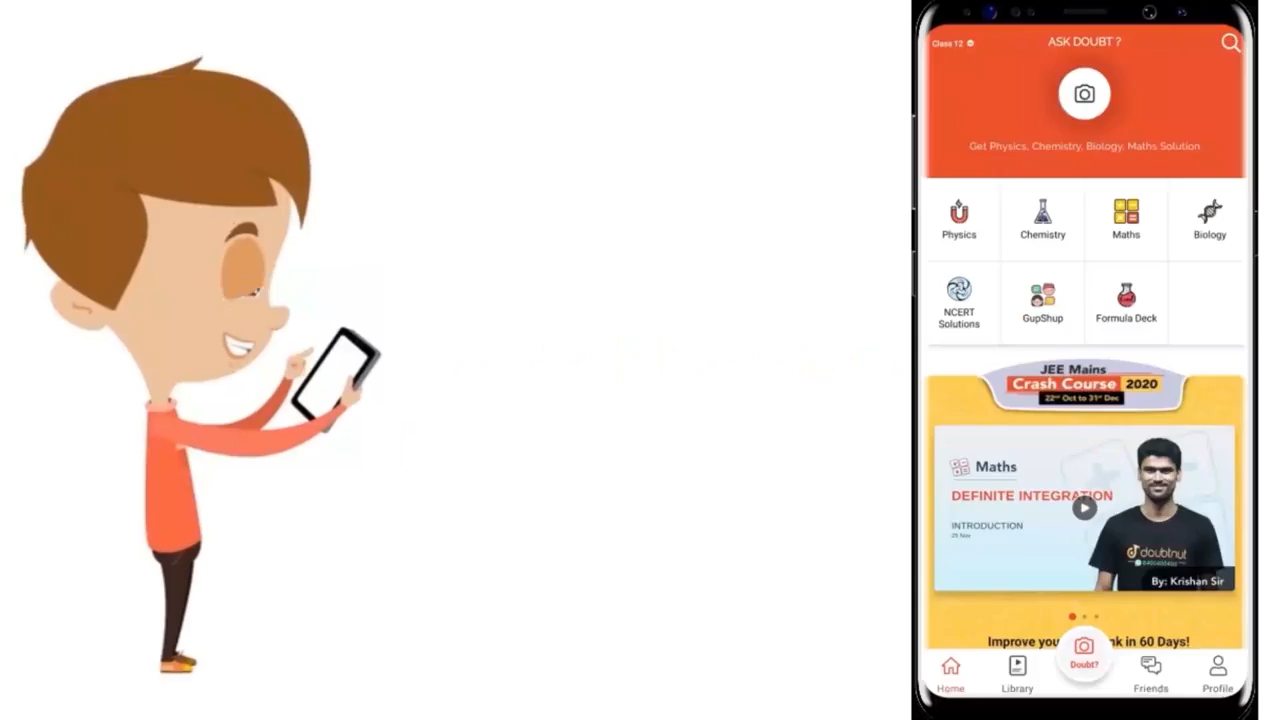 Class 12
ASK DOUBT ?
Get Physics, Chemistry, Biology, Maths Solution
Physics
Chemistry
Maths
Biology
NCERT
Solutions
GupShup
Formula Deck
JEE Mains
Crash Course 2020
22nd Oct to 31st Dec
Maths
DEFINITE INTEGRATION
INTRODUCTION
doubtnut
By: Krishan Sir
Improve you nk in 60 Days!
Doubt?
Home
Library
Friends
Profile